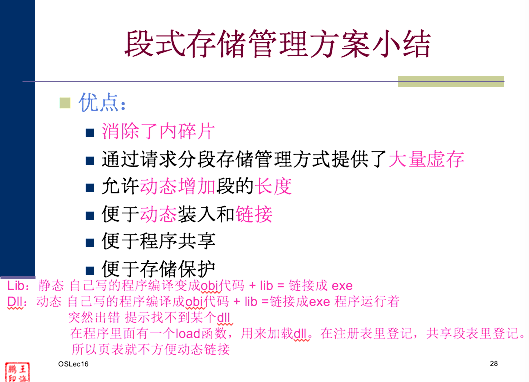 段式存储管理方案小结
优点：
消除了内碎片
通过请求分段存储管理方式提供了大量虚存
允许动态增加段的长度
便于动态装入和链接
便于程序共享
便于存储保护
Lib：静态 自己写的程序编译变成obj代码 + lib = 链接成 exe
Dll：动态 自己写的程序编译成obj代码 + lib =链接成exe 程序运行着
突然出错 提示找不到某个dll
在程序里面有一个load函数，用来加载dll。在注册表里登记，共享段表里登记。
所以页表就不方便动态链接
OSLec16
28